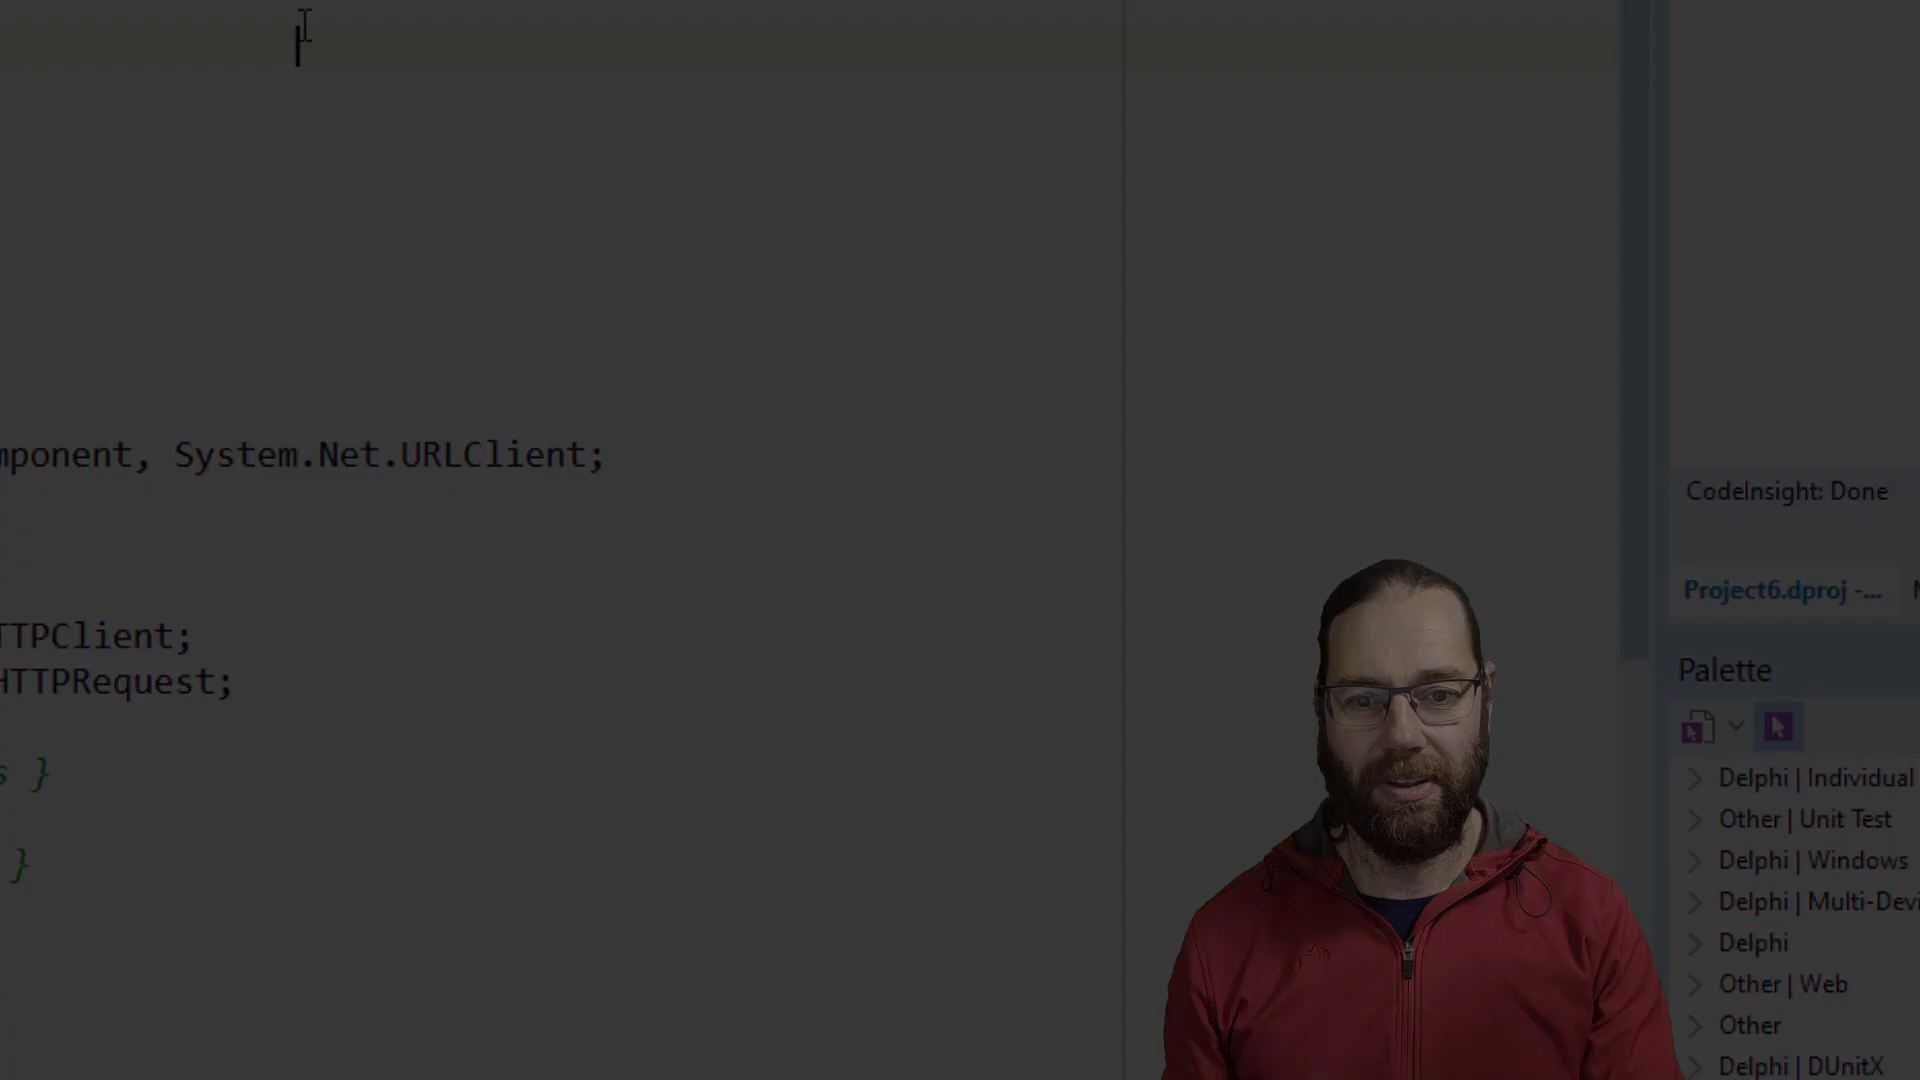 mponent, System.Net.URLClient;
TTPClient;
HTTPRequest;
s }
}
CodeInsight: Done
Project6.dproj -...
Palette
Delphi | Individual
Other | Unit Test
Delphi | Windows
Delphi | Multi-Devi
Delphi
Other | Web
Other
Delphi | DUnitX